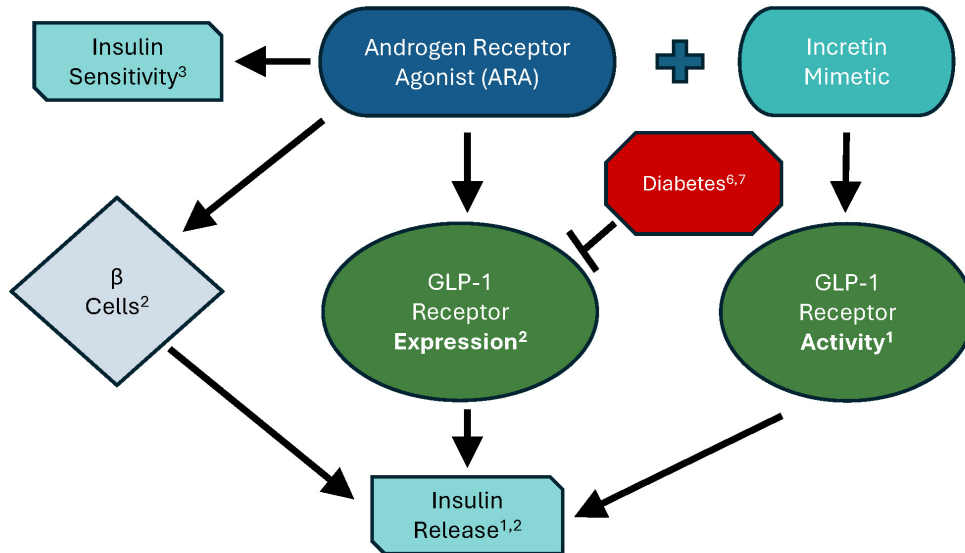 Insulin
Sensitivity³
Androgen Receptor
Agonist (ARA)
Incretin
Mimetic
Diabetes⁶,⁷
β
Cells²
GLP-1
Receptor
Expression²
GLP-1
Receptor
Activity¹
Insulin
Release¹,²